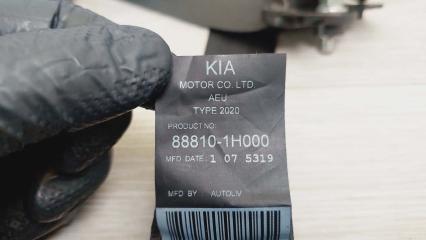 KIA
MOTOR CO. LTD.
AEU
TYPE 2020
PRODUCT NO:
88810-1H000
MFD DATE: 1 07 5319
MFD BY AUTOLIV